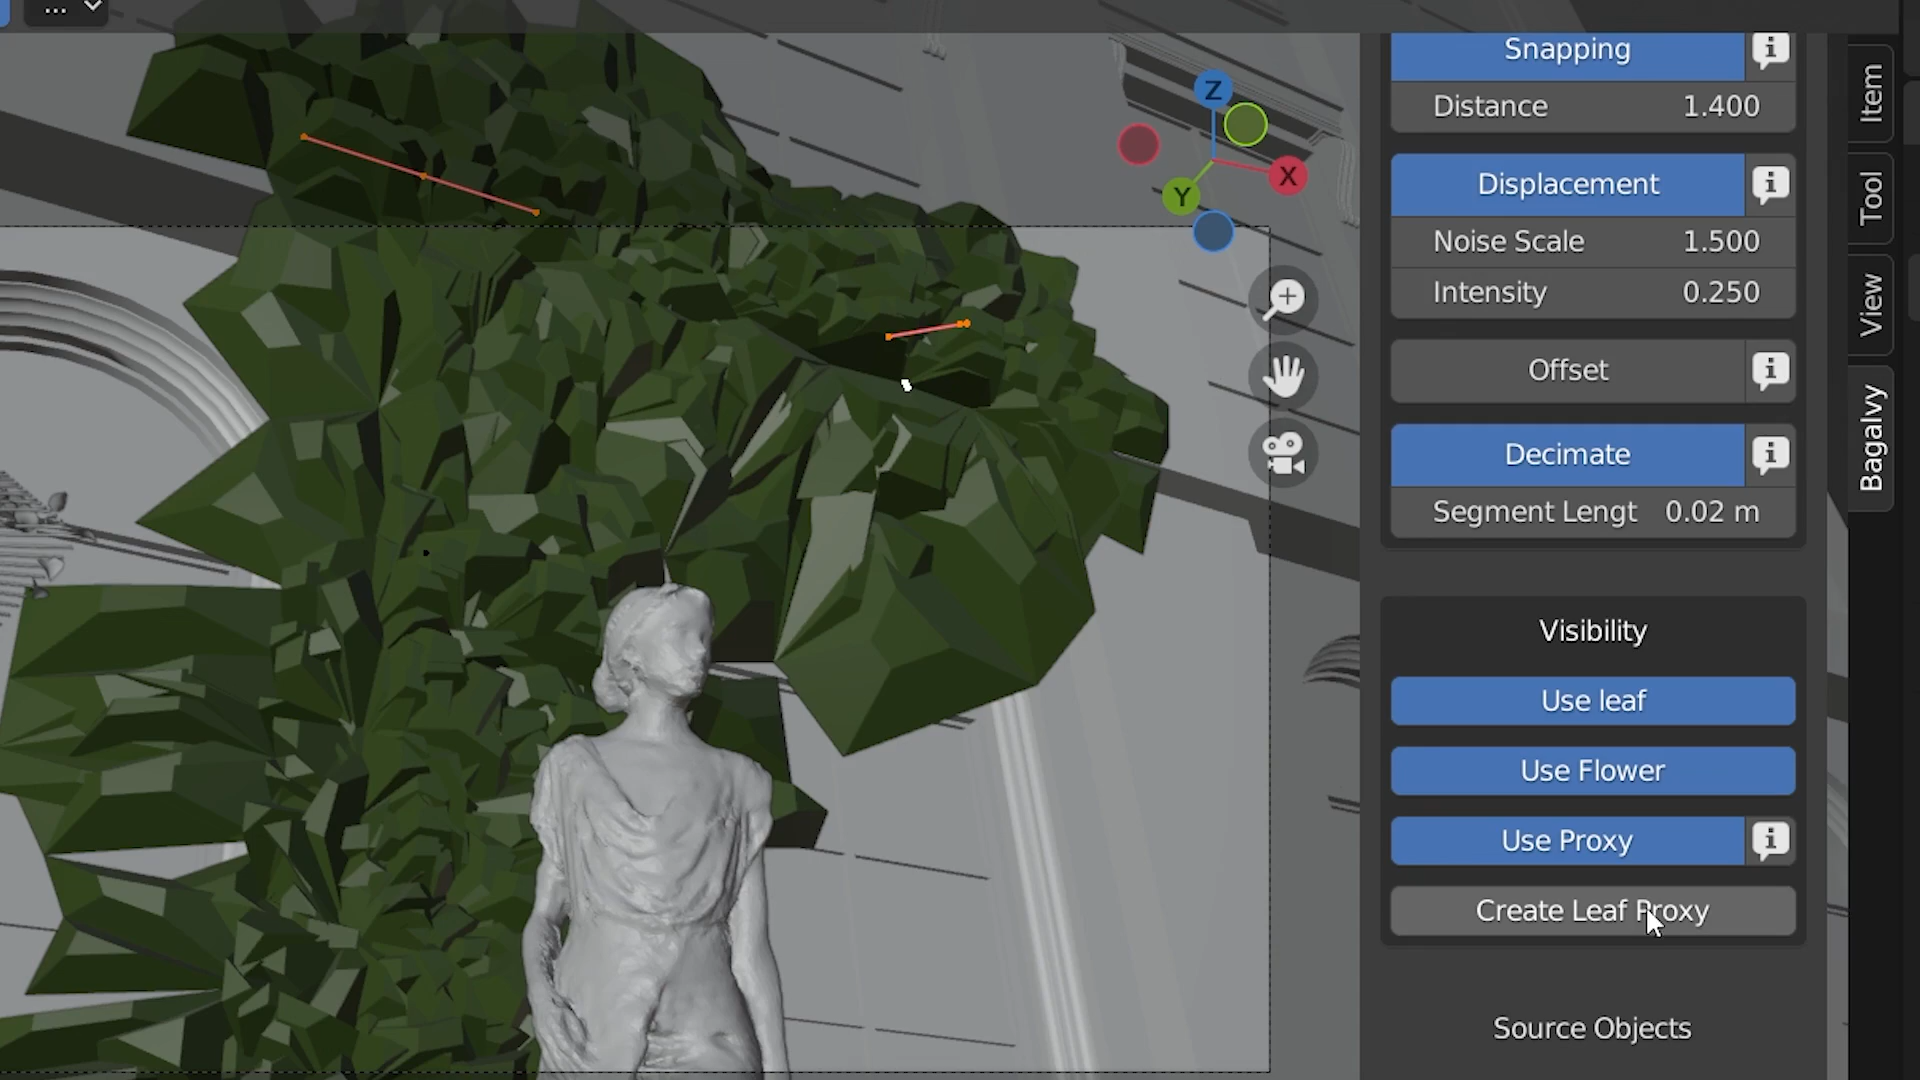 ...
Snapping
Distance 1.400
Displacement
Noise Scale 1.500
Intensity 0.250
Offset
Decimate
Segment Lengt 0.02 m
Visibility
Use leaf
Use Flower
Use Proxy
Create Leaf Proxy
Source Objects
Item
Tool
View
Bagalvy
Z
X
Y